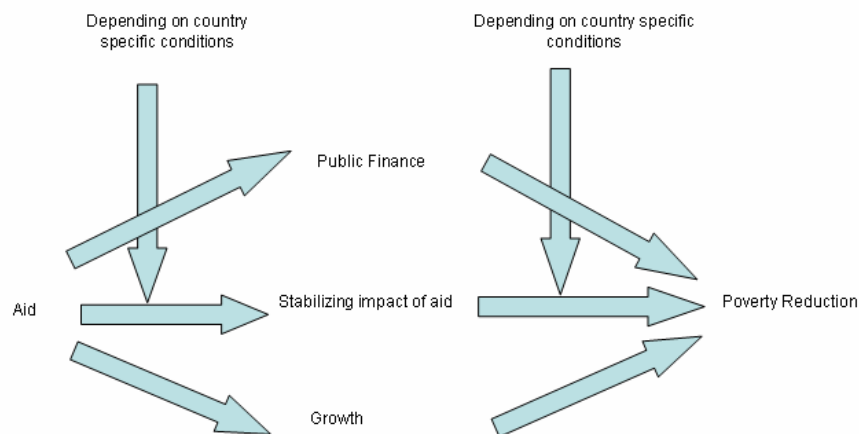 Depending on country
specific conditions
Depending on country specific
conditions
Public Finance
Aid
Stabilizing impact of aid
Poverty Reduction
Growth